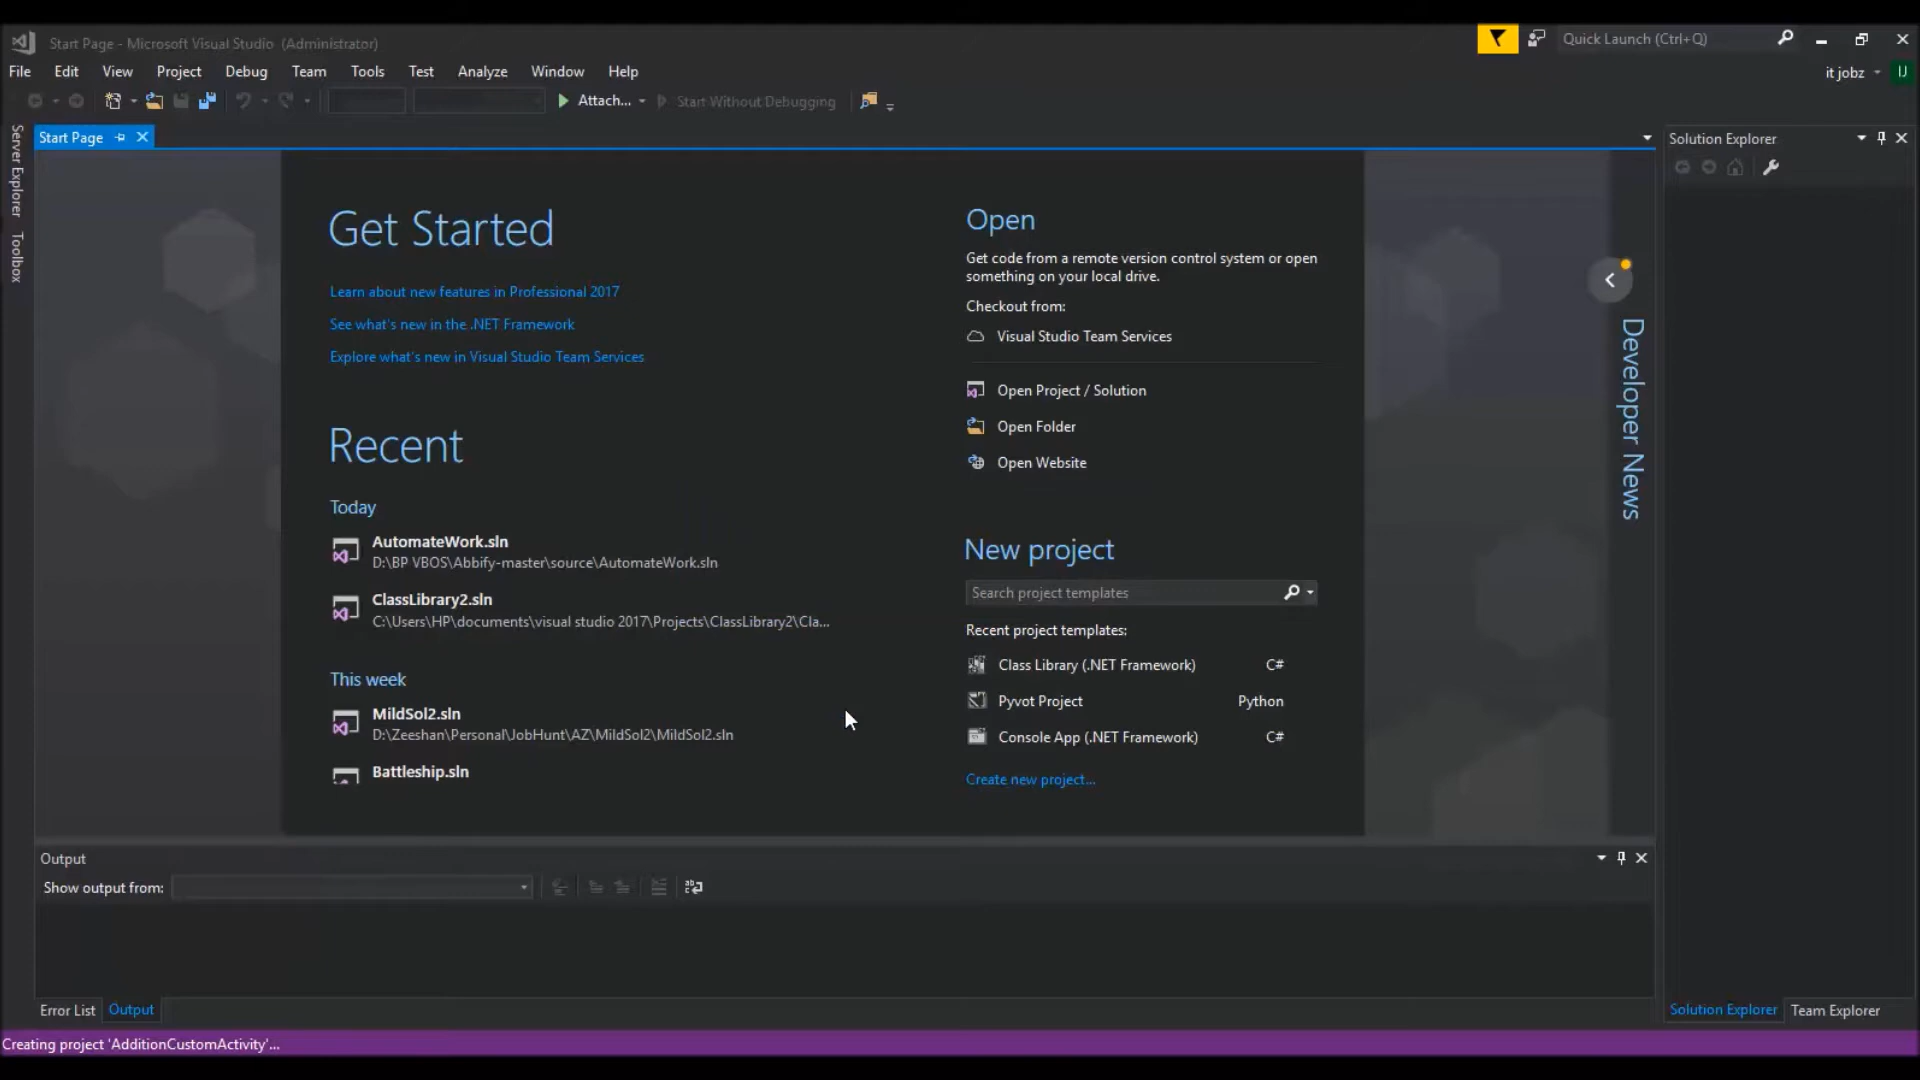 Start Page - Microsoft Visual Studio (Administrator)
Quick Launch (Ctrl+Q)
File Edit View Project Debug Team Tools Test Analyze Window Help
it jobz IJ
Attach... Start Without Debugging
Server Explorer
Toolbox
Start Page
Get Started
Learn about new features in Professional 2017
See what's new in the .NET Framework
Explore what's new in Visual Studio Team Services
Recent
Today
AutomateWork.sln
D:\BP VBOS\Abbify-master\source\AutomateWork.sln
ClassLibrary2.sln
C:\Users\HP\documents\visual studio 2017\Projects\ClassLibrary2\Cla...
This week
MildSol2.sln
D:\Zeeshan\Personal\JobHunt\AZ\MildSol2\MildSol2.sln
Battleship.sln
Open
Get code from a remote version control system or open
something on your local drive.
Checkout from:
Visual Studio Team Services
Open Project / Solution
Open Folder
Open Website
New project
Search project templates
Recent project templates:
Class Library (.NET Framework) C#
Pyvot Project Python
Console App (.NET Framework) C#
Create new project...
Developer News
Solution Explorer
Output
Show output from:
Error List Output
Solution Explorer Team Explorer
Creating project 'AdditionCustomActivity'...